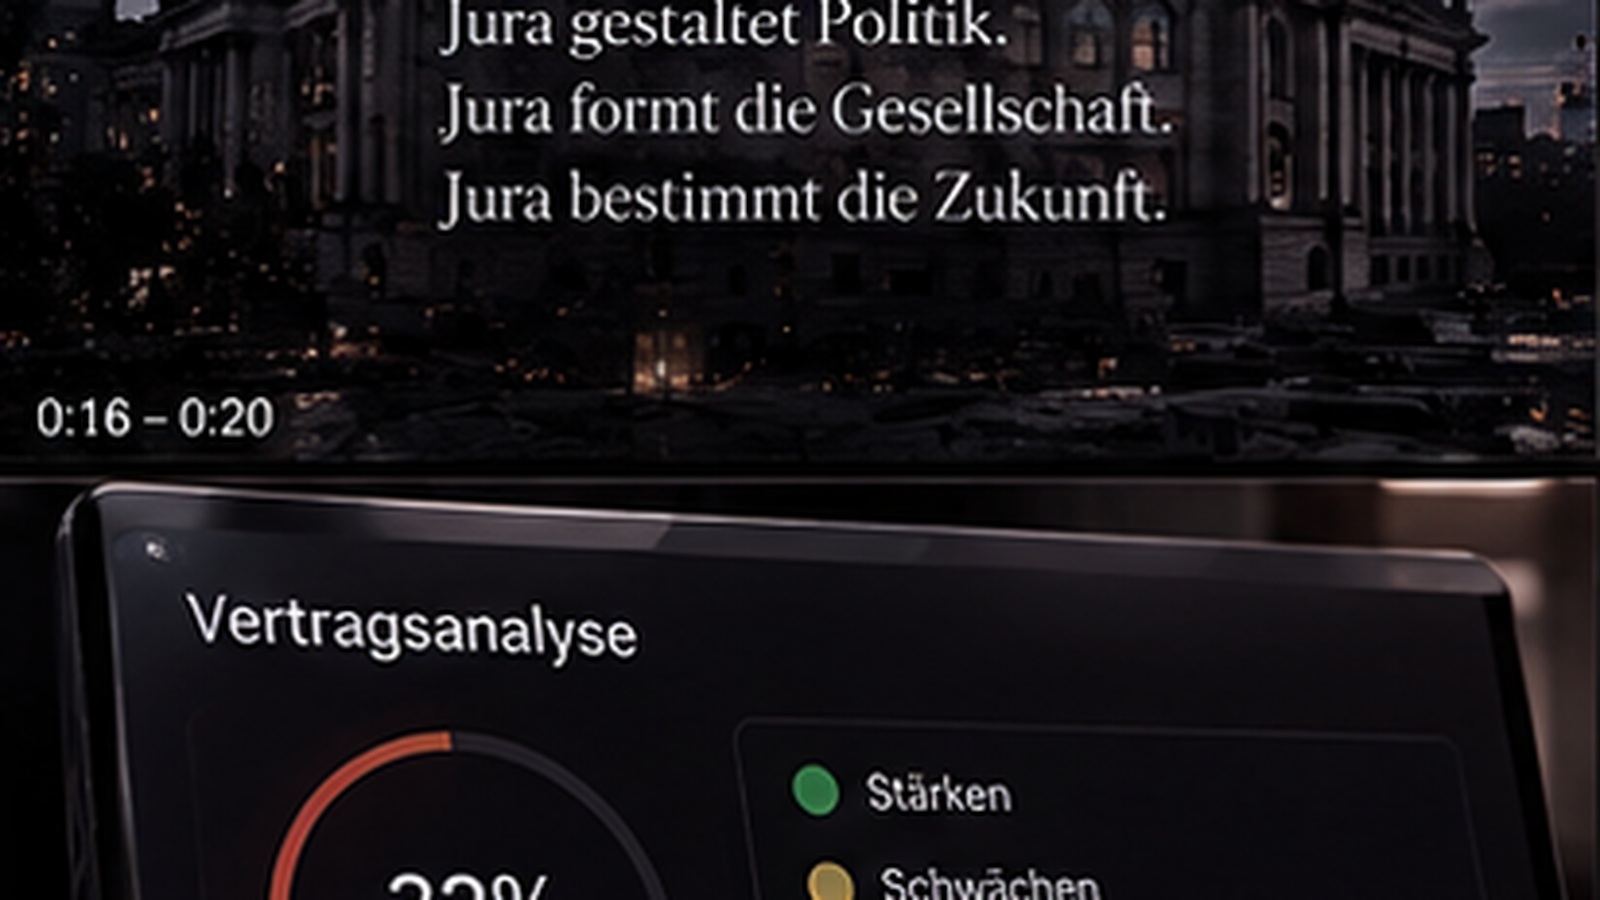 Jura gestaltet Politik.
Jura formt die Gesellschaft.
Jura bestimmt die Zukunft.
0:16 – 0:20
Vertragsanalyse
Stärken
Schwächen